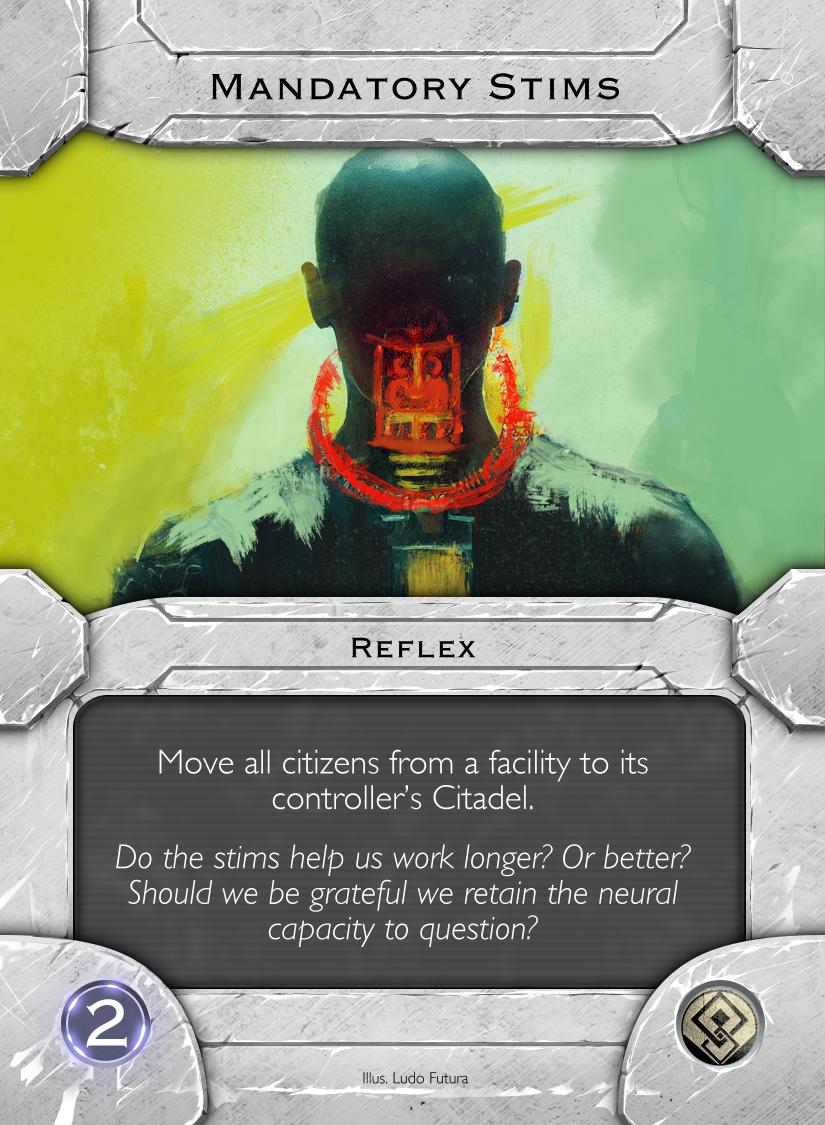 Mandatory Stims
Reflex
Move all citizens from a facility to its
controller's Citadel.
Do the stims help us work longer? Or better?
Should we be grateful we retain the neural
capacity to question?
2
Illus. Ludo Futura